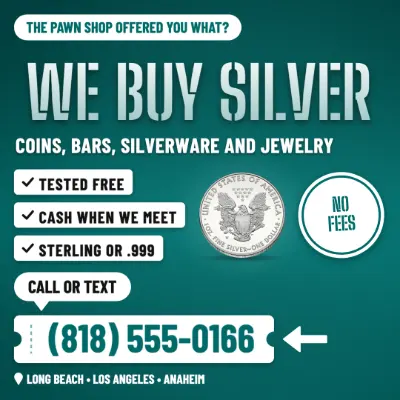 THE PAWN SHOP OFFERED YOU WHAT?
WE BUY SILVER
COINS, BARS, SILVERWARE AND JEWELRY
TESTED FREE
CASH WHEN WE MEET
STERLING OR .999
UNITED STATES OF AMERICA
1 OZ. FINE SILVER~ONE DOLLAR
NO
FEES
CALL OR TEXT
(818) 555-0166
LONG BEACH • LOS ANGELES • ANAHEIM